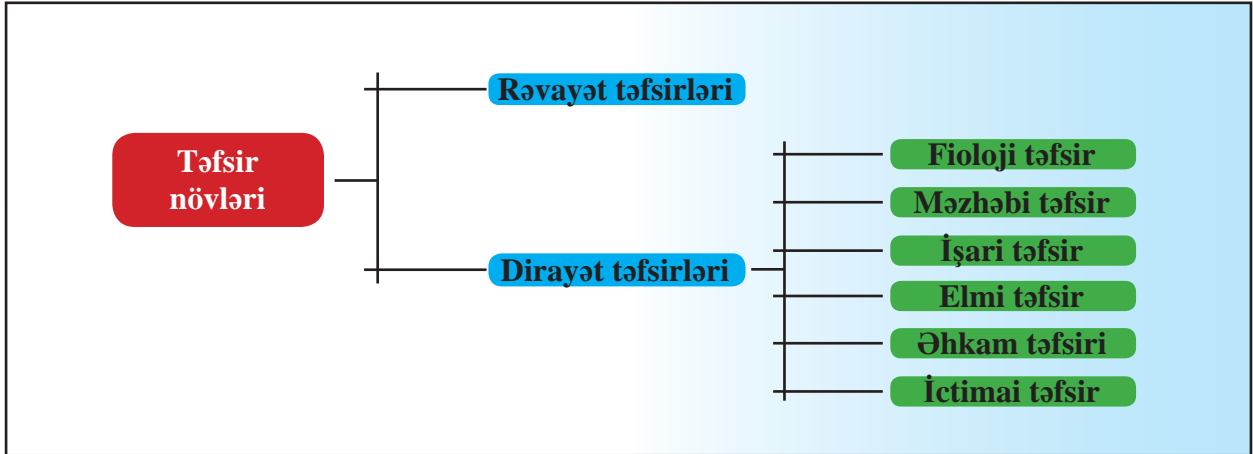 Təfsir
növləri
Rəvayət təfsirləri
Dirayət təfsirləri
Fioloji təfsir
Məzhəbi təfsir
İşari təfsir
Elmi təfsir
Əhkam təfsiri
İctimai təfsir